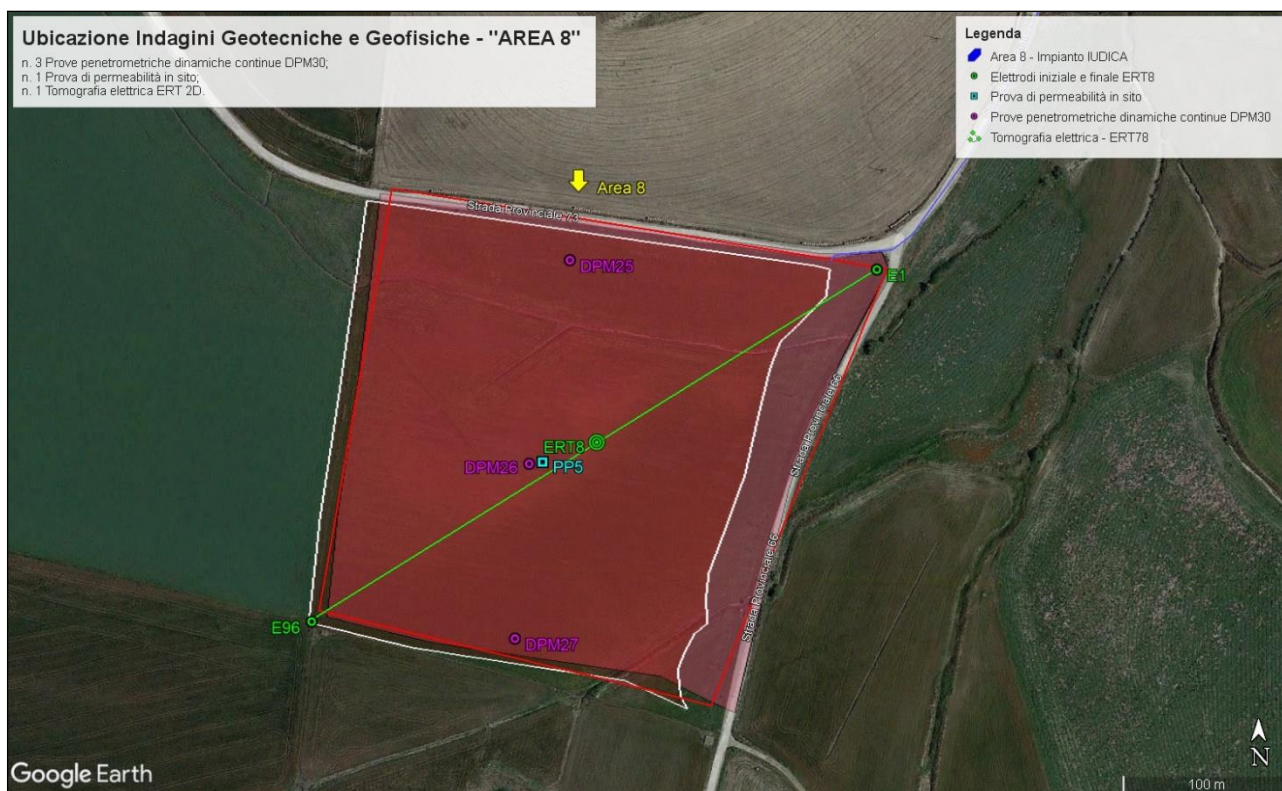 Ubicazione Indagini Geotecniche e Geofisiche - "AREA 8"
n. 3 Prove penetrometriche dinamiche continue DPM30;
n. 1 Prova di permeabilità in sito;
n. 1 Tomografia elettrica ERT 2D.
Legenda
Area 8 - Impianto IUDICA
Elettrodi iniziale e finale ERT8
Prova di permeabilità in sito
Prove penetrometriche dinamiche continue DPM30
Tomografia elettrica - ERT78
Area 8
Strada Provinciale 73
DPM25
E1
Strada Provinciale 66
ERT8
DPM26
PP5
Strada Provinciale 66
E96
DPM27
N
Google Earth
100 m